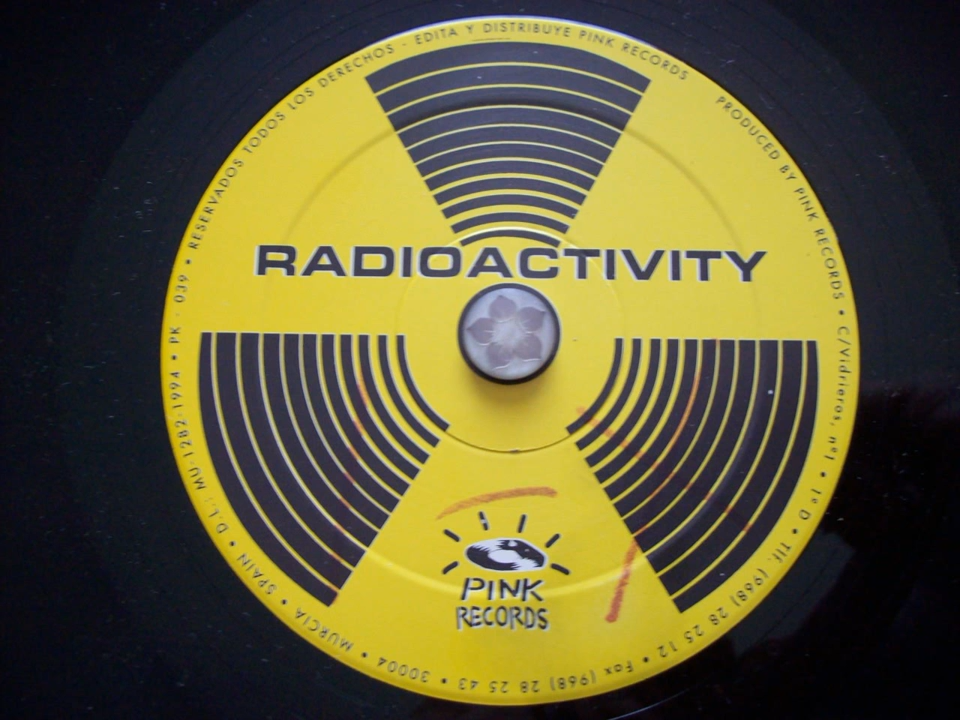 RESERVADOS TODOS LOS DERECHOS - EDITA Y DISTRIBUYE PINK RECORDS
PRODUCED BY PINK RECORDS • C/Vidrieros, nº1 • 1º D • Tlf. (968) 28 25 12 • Fax (968) 28 25 43 • 30004 • MURCIA • SPAIN • D.L.: MU-1282-1994 • PK - 039 •
RADIOACTIVITY
PINK
RECORDS